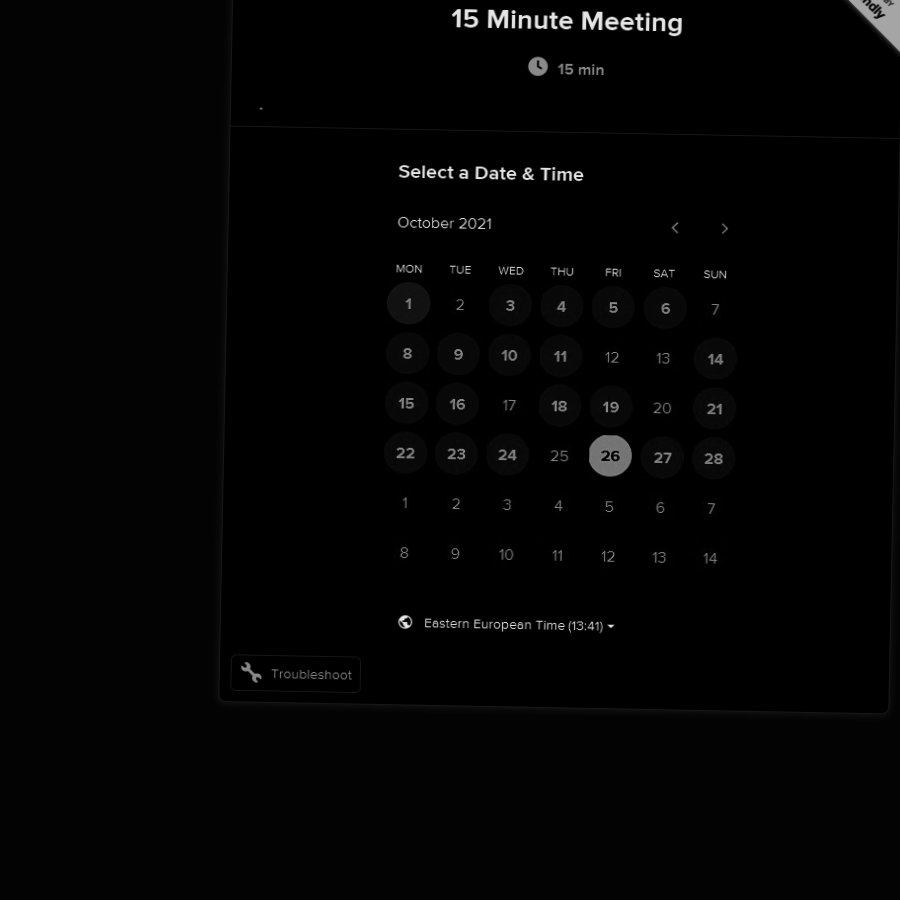 15 Minute Meeting
15 min
Select a Date & Time
October 2021
MON TUE WED THU FRI SAT SUN
1 2 3 4 5 6 7
8 9 10 11 12 13 14
15 16 17 18 19 20 21
22 23 24 25 26 27 28
1 2 3 4 5 6 7
8 9 10 11 12 13 14
Eastern European Time (13:41)
Troubleshoot